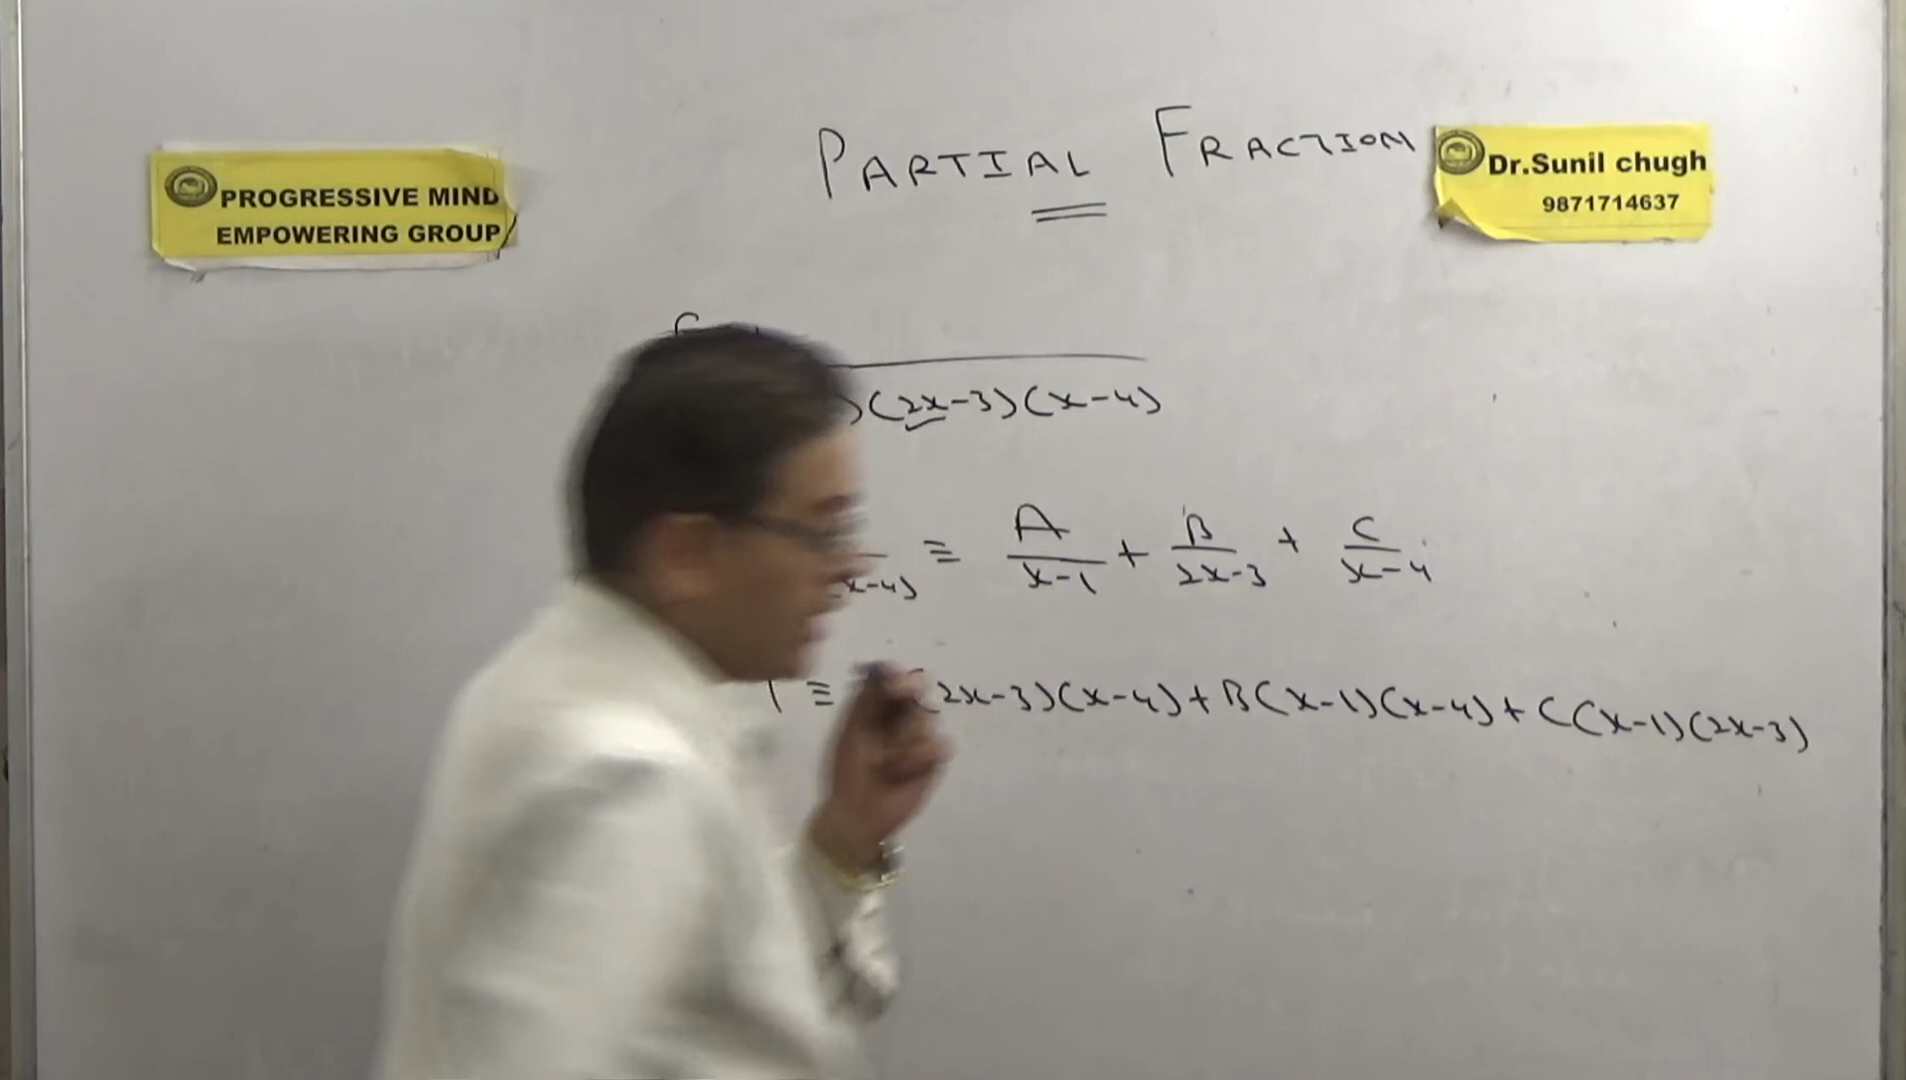 PARTIAL FRACTION
PROGRESSIVE MIND
EMPOWERING GROUP
Dr.Sunil chugh
9871714637
)(2x-3)(x-4)
x-4) ≡ A/(x-1) + B/(2x-3) + C/(x-4)
1 ≡ (2x-3)(x-4)+B(x-1)(x-4)+C(x-1)(2x-3)